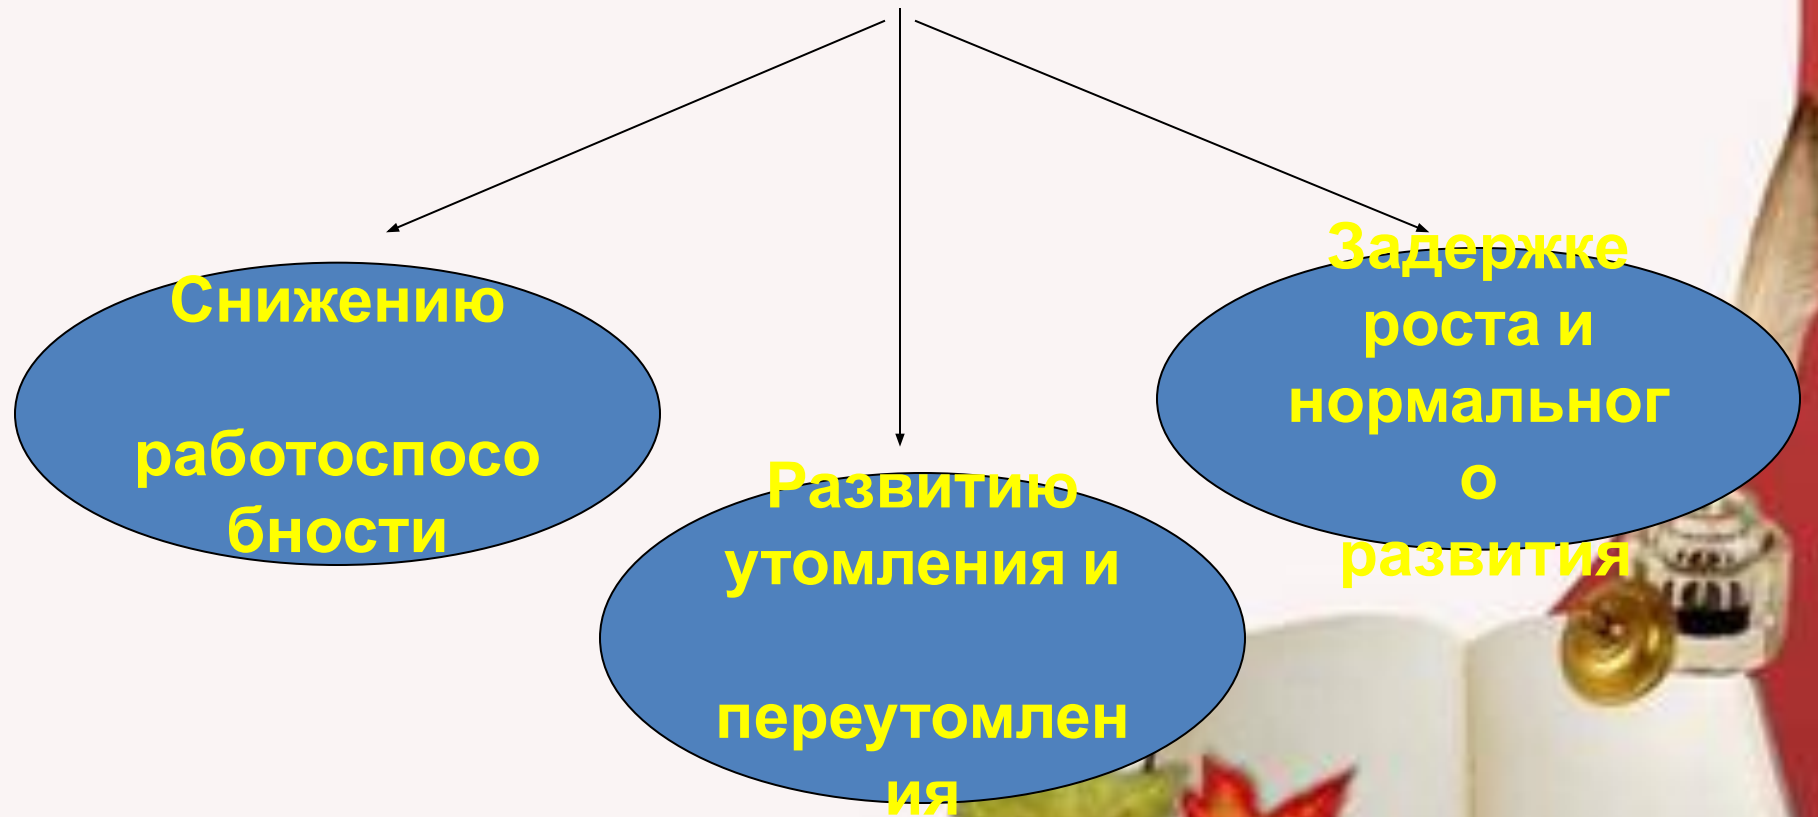 Снижению
работоспосо
бности
Развитию
утомления и
переутомлен
ия
Задержке
роста и
нормальног
о
развития